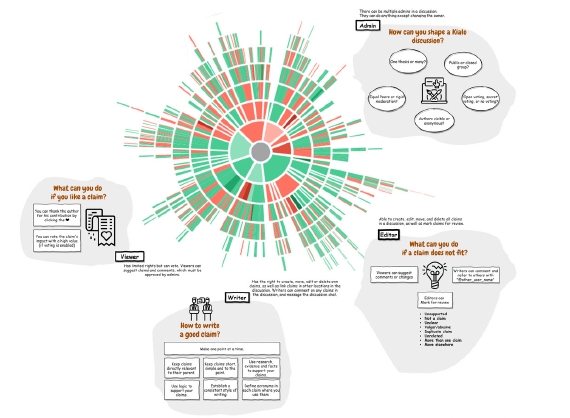 There can be multiple admins in a discussion.
They can do anything except changing the owner.
Admin
How can you shape a Kialo
discussion?
One thesis or many?
Public or closed
group?
Equal fears or rigid
moderation?
Open voting, secret
voting, or no voting?
Authors visible or
anonymous?
What can you do
if you like a claim?
You can thank the author
for his contribution by
clicking the ❤
You can rate the claim's
impact with a high value
(if voting is enabled)
Viewer
Has limited rights but can vote. Viewers can
suggest claims and comments, which must be
approved by admins.
Able to create, edit, move, and delete all claims
in a discussion, as well as mark claims for review.
Editor
What can you do
if a claim does not fit?
Viewers can suggest
comments or changes
Writers can comment and
refer to others with
"@other_user_name"
Editors can
Mark for review:
• Unsupported
• Not a claim
• Unclear
• Vulgar/abusive
• Duplicate claim
• Unrelated
• More than one claim
• Move elsewhere
Has the right to create, move, edit or delete own
claims, as well as link claims in other locations in the
discussion. Writers can comment on any claims in
the discussion, and message the discussion chat.
Writer
How to write
a good claim?
Make one point at a time.
Keep claims
directly relevant
to their parent.
Keep claims short,
simple and to the
point.
Use research,
evidence and facts
to support your
claims.
Use logic to
support your
claims.
Establish a
consistent style of
writing.
Define acronyms in
each claim where you
use them.